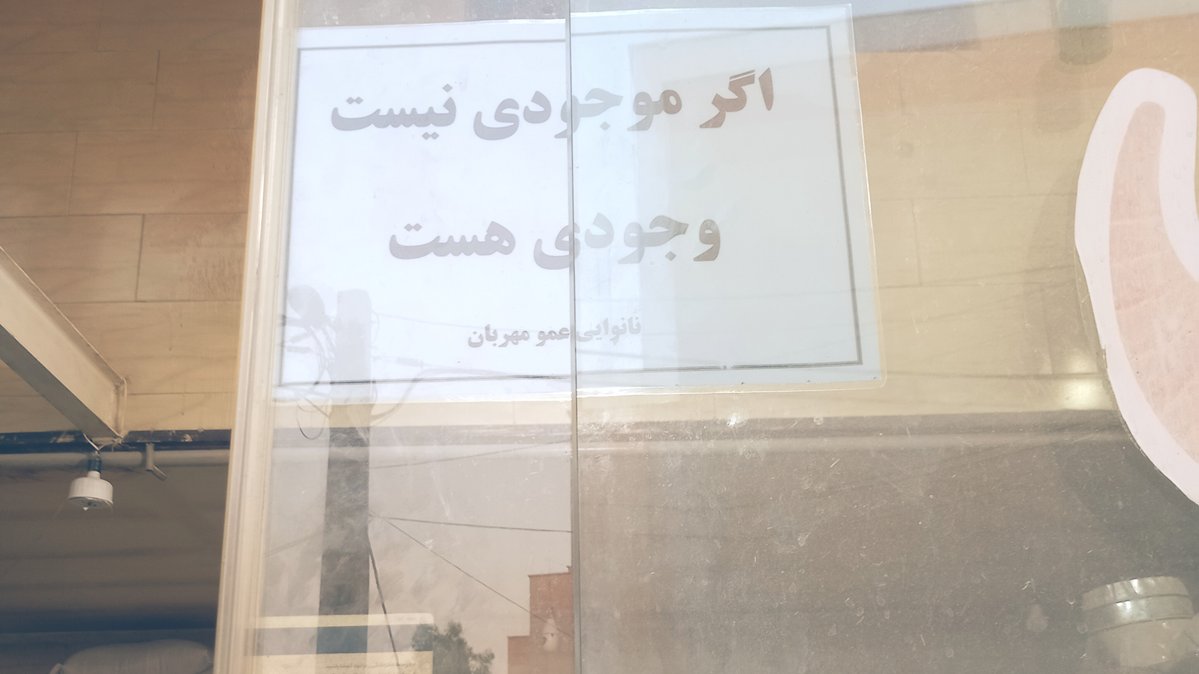 اگر موجودی نیست
وجودی هست
نانوایی عمو مهربان